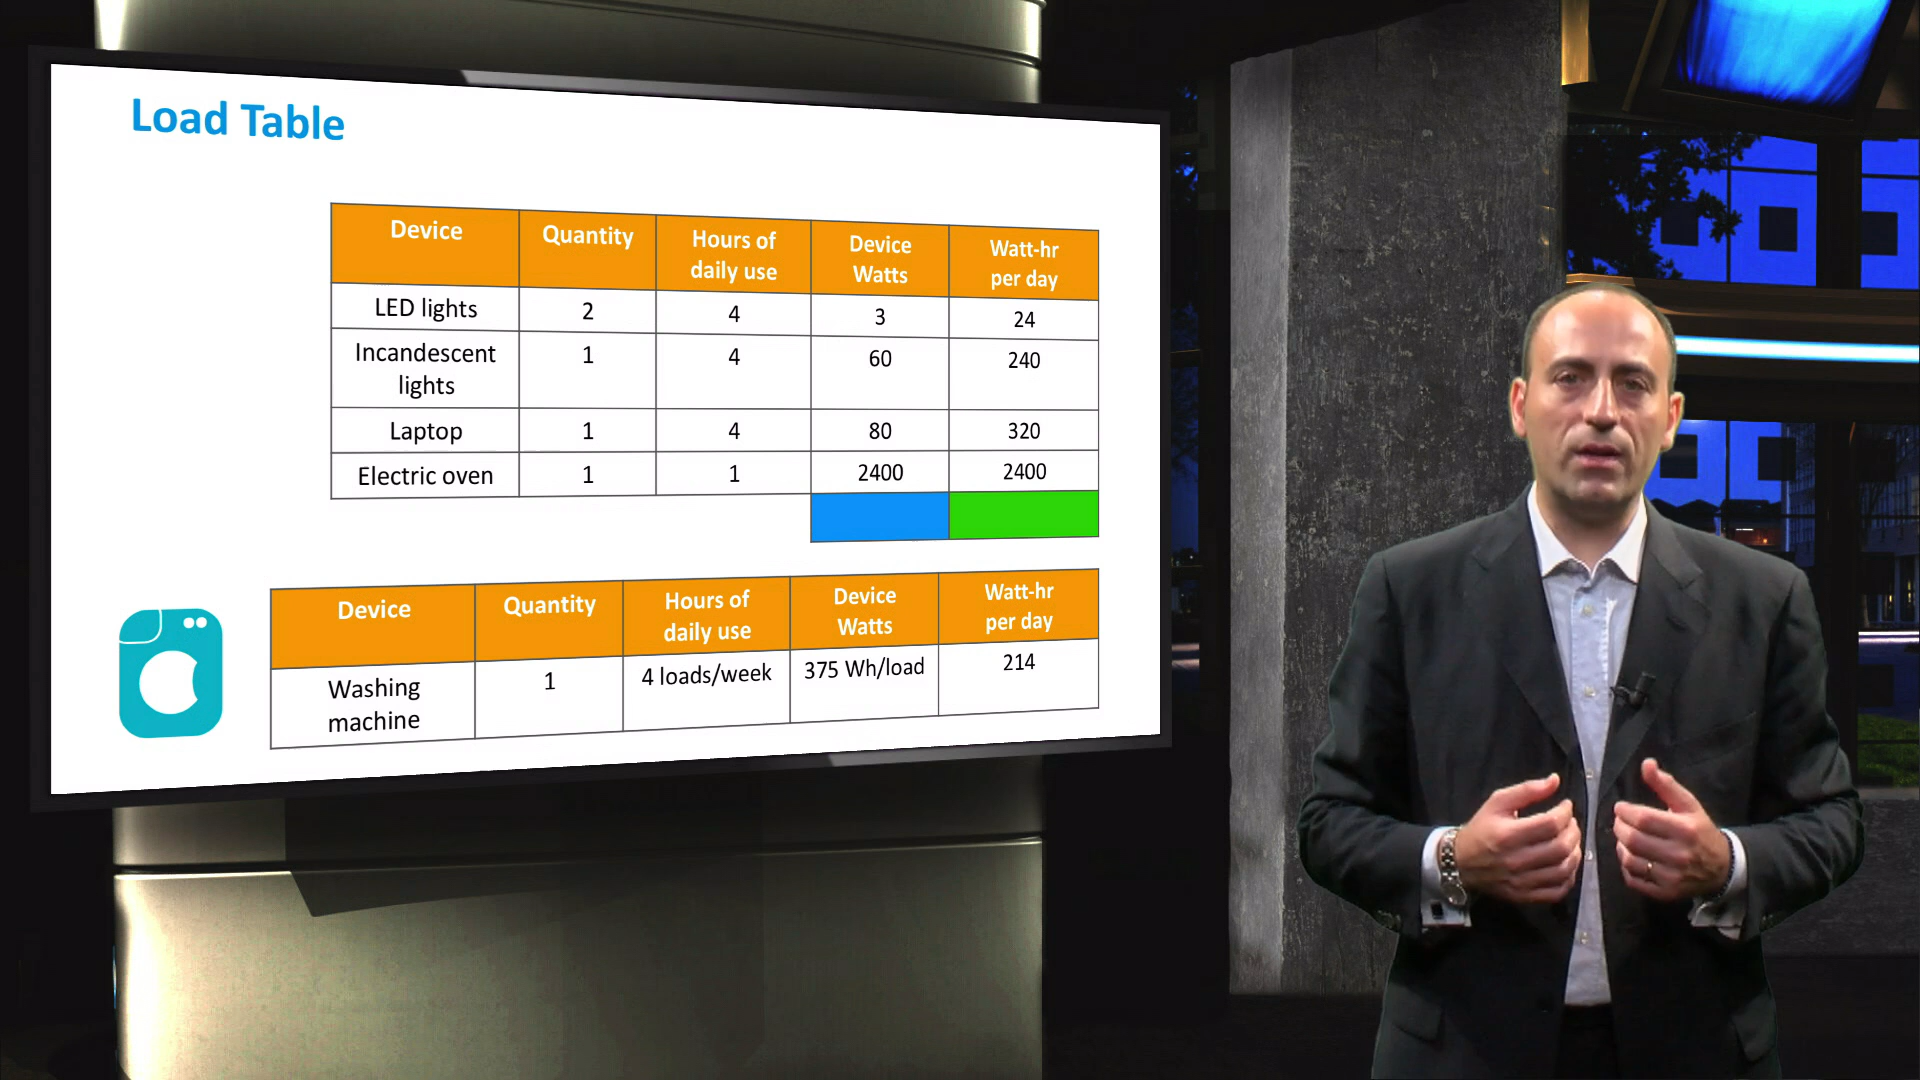 Load Table
Device Quantity Hours of daily use Device Watts Watt-hr per day
LED lights 2 4 3 24
Incandescent lights 1 4 60 240
Laptop 1 4 80 320
Electric oven 1 1 2400 2400
Device Quantity Hours of daily use Device Watts Watt-hr per day
Washing machine 1 4 loads/week 375 Wh/load 214